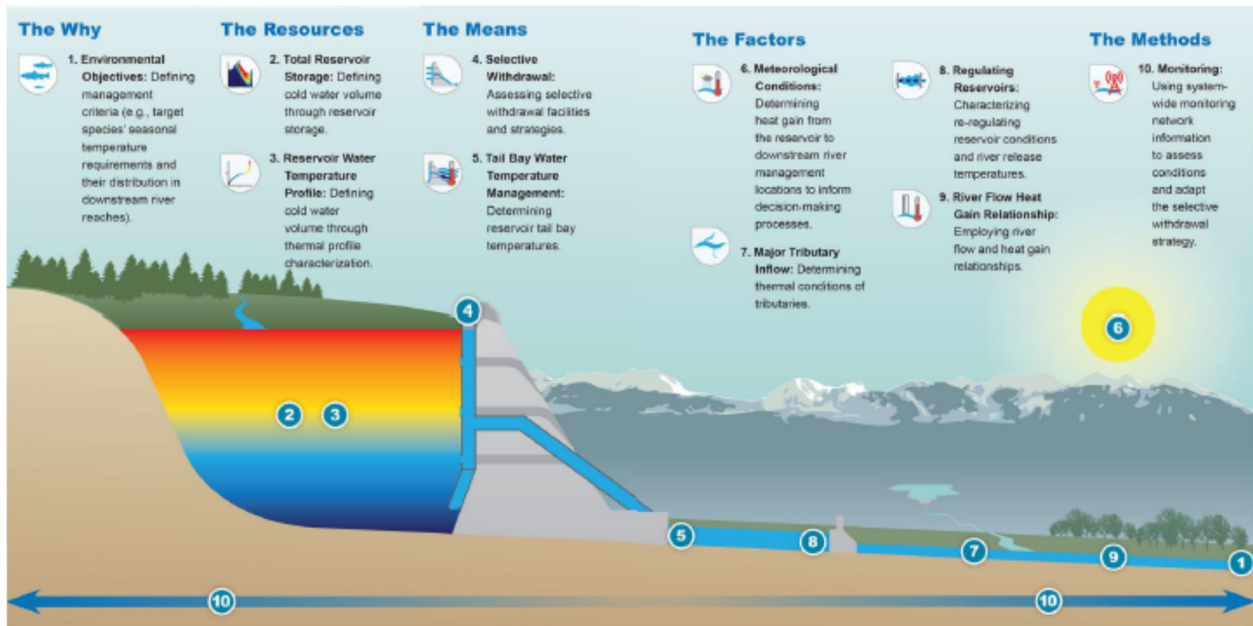 The Why
1. Environmental
Objectives: Defining
management
criteria (e.g., target
species' seasonal
temperature
requirements and
their distribution in
downstream river
reaches).
The Resources
2. Total Reservoir
Storage: Defining
cold water volume
through reservoir
storage.
3. Reservoir Water
Temperature
Profile: Defining
cold water
volume through
thermal profile
characterization.
The Means
4. Selective
Withdrawal:
Assessing selective
withdrawal facilities
and strategies.
5. Tail Bay Water
Temperature
Management:
Determining
reservoir tail bay
temperatures.
The Factors
6. Meteorological
Conditions:
Determining
heat gain from
the reservoir to
downstream river
management
locations to inform
decision-making
processes.
7. Major Tributary
Inflow: Determining
thermal conditions of
tributaries.
8. Regulating
Reservoirs:
Characterizing
re-regulating
reservoir conditions
and river release
temperatures.
9. River Flow Heat
Gain Relationship:
Employing river
flow and heat gain
relationships.
The Methods
10. Monitoring:
Using system-
wide monitoring
network
information
to assess
conditions
and adapt
the selective
withdrawal
strategy.
4
6
2 3
5
8
7
9
1
10
10